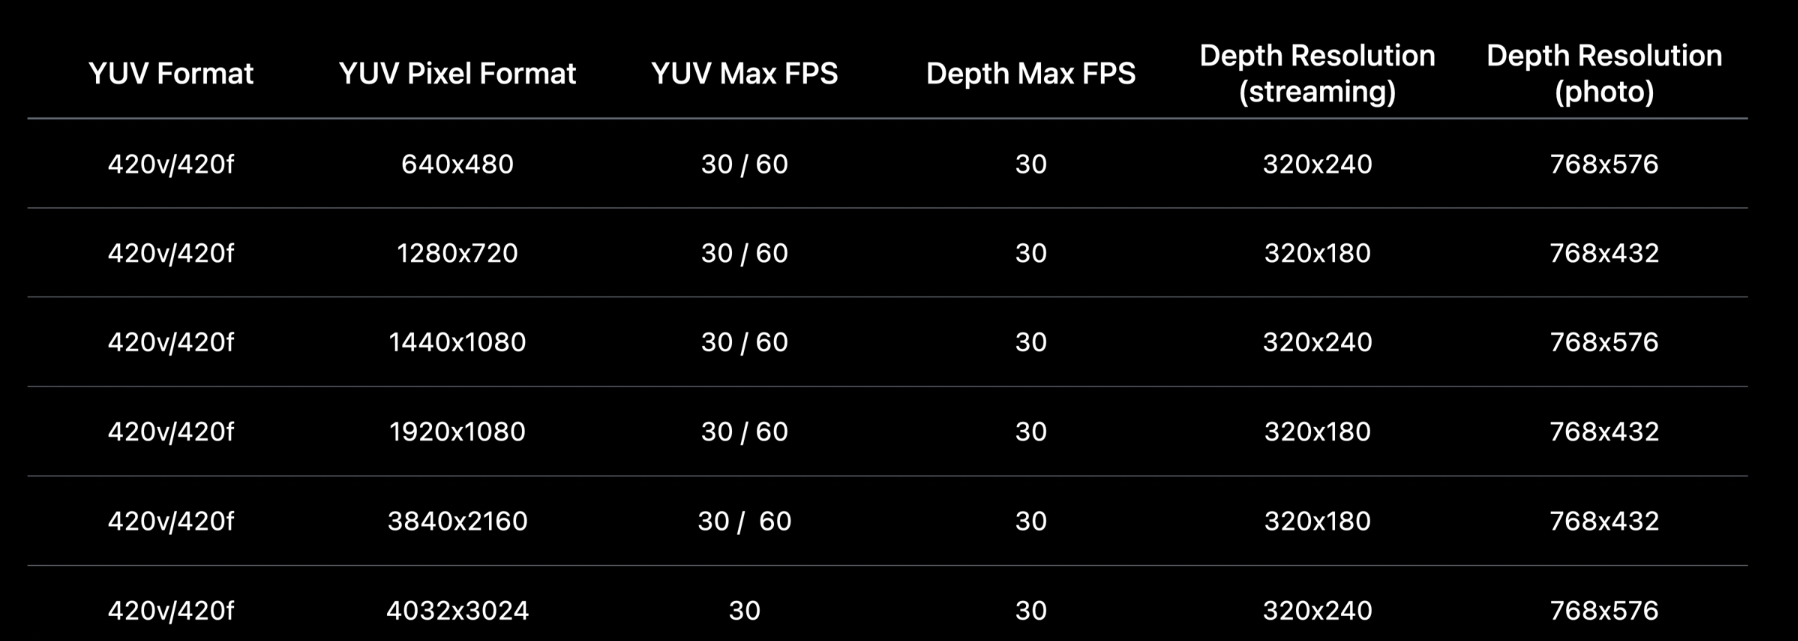 YUV Format YUV Pixel Format YUV Max FPS Depth Max FPS Depth Resolution (streaming) Depth Resolution (photo)
420v/420f 640x480 30 / 60 30 320x240 768x576
420v/420f 1280x720 30 / 60 30 320x180 768x432
420v/420f 1440x1080 30 / 60 30 320x240 768x576
420v/420f 1920x1080 30 / 60 30 320x180 768x432
420v/420f 3840x2160 30 /  60 30 320x180 768x432
420v/420f 4032x3024 30 30 320x240 768x576